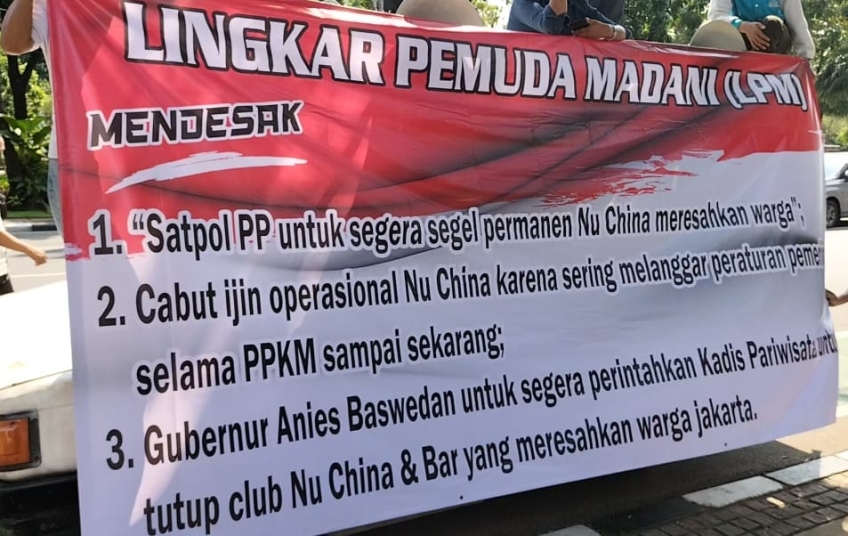 LINGKAR PEMUDA MADANI (LPM)
MENDESAK
1. “Satpol PP untuk segera segel permanen Nu China meresahkan warga”;
2. Cabut ijin operasional Nu China karena sering melanggar peraturan
selama PPKM sampai sekarang;
3. Gubernur Anies Baswedan untuk segera perintahkan Kadis Pariwisata
tutup club Nu China & Bar yang meresahkan warga jakarta.